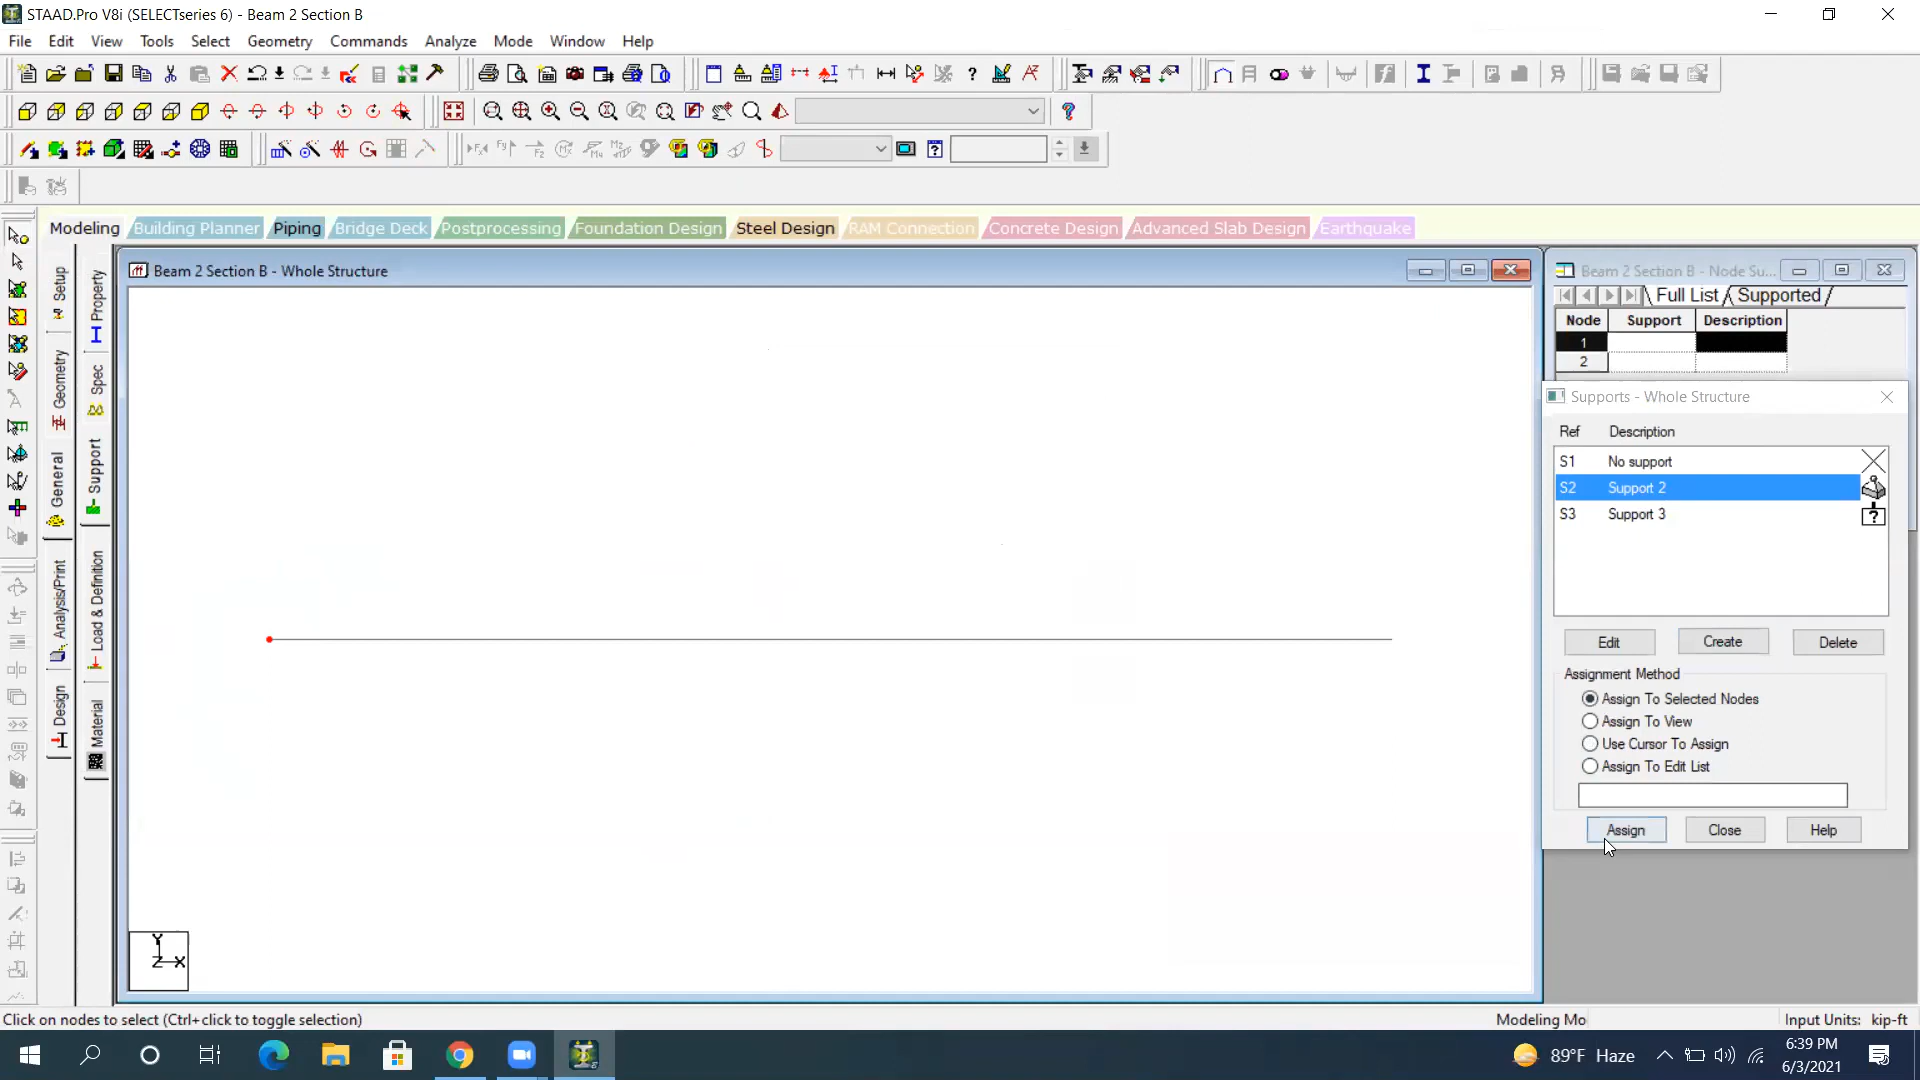 STAAD.Pro V8i (SELECTseries 6) - Beam 2 Section B
File Edit View Tools Select Geometry Commands Analyze Mode Window Help
Modeling Building Planner Piping Bridge Deck Postprocessing Foundation Design Steel Design RAM Connection Concrete Design Advanced Slab Design Earthquake
Setup
Geometry
General
Analysis/Print
Design
Property
Spec
Support
Load & Definition
Material
Beam 2 Section B - Whole Structure
Y
Z X
Beam 2 Section B - Node Su...
Full List Supported
Node Support Description
1
2
Supports - Whole Structure
Ref Description
S1 No support
S2 Support 2
S3 Support 3
Edit Create Delete
Assignment Method
Assign To Selected Nodes
Assign To View
Use Cursor To Assign
Assign To Edit List
Assign Close Help
Click on nodes to select (Ctrl+click to toggle selection)
Modeling Mo
Input Units: kip-ft
89°F Haze
6:39 PM
6/3/2021